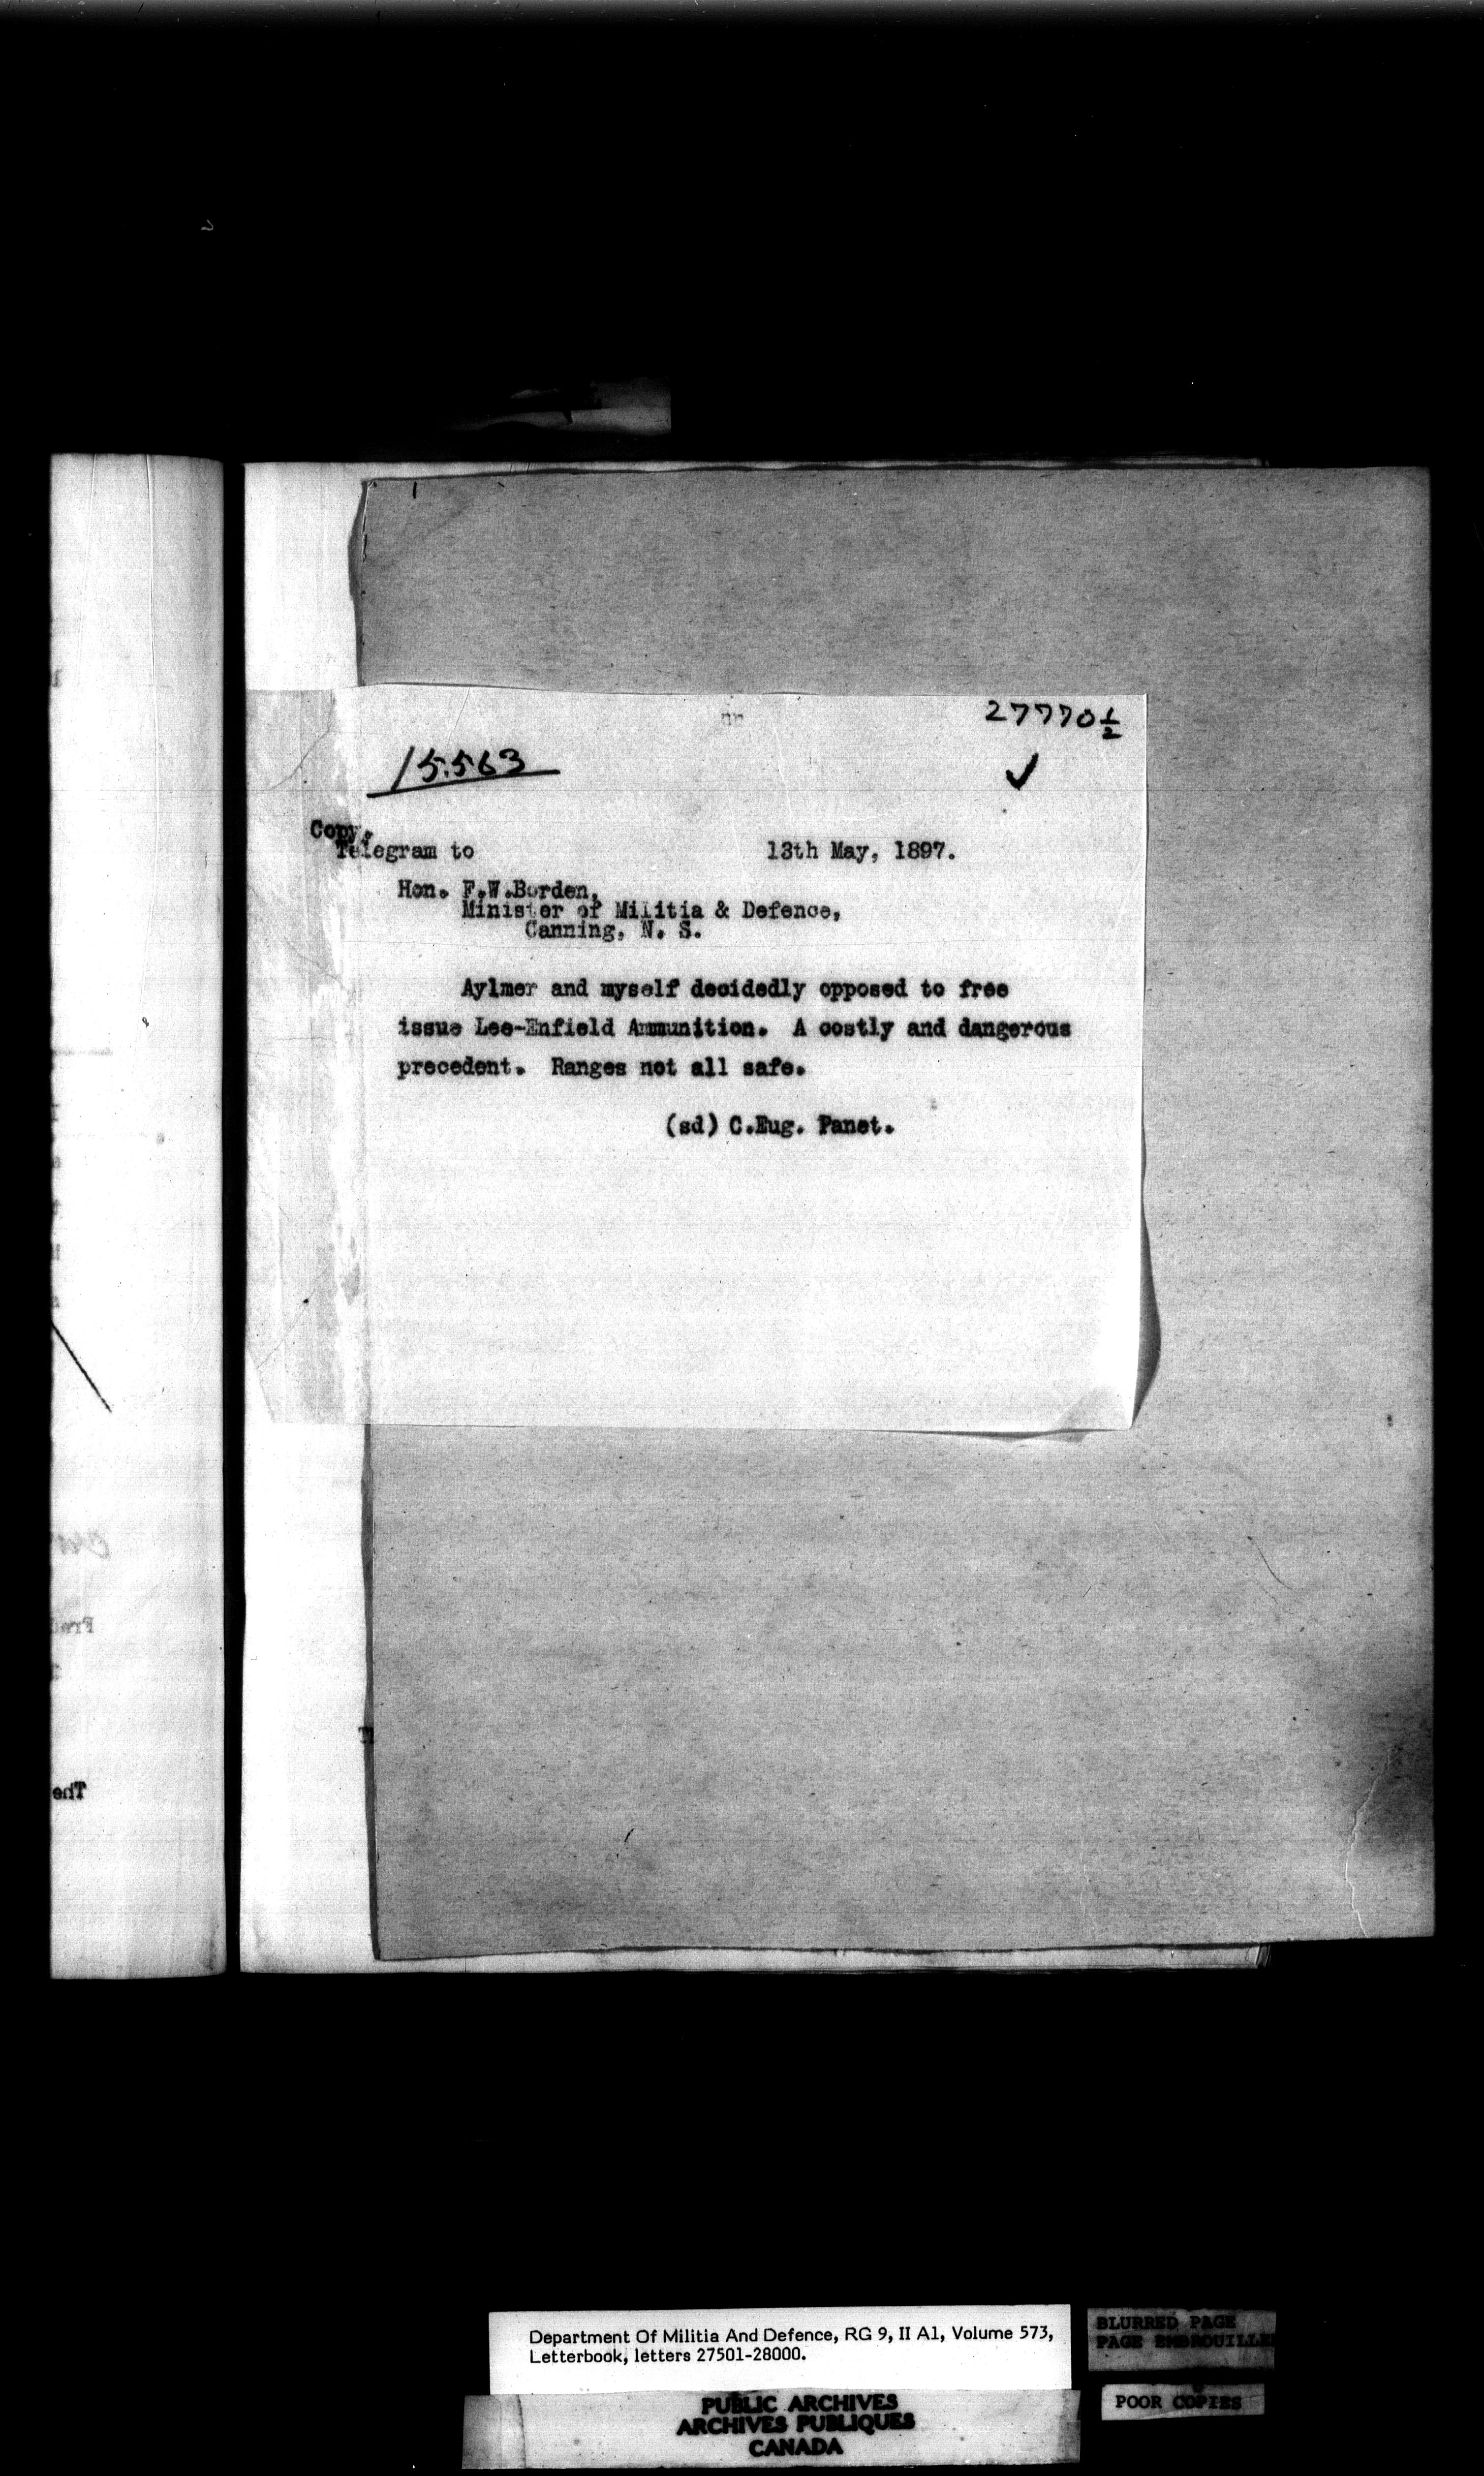 27770½
15563
Copy.
Telegram to 13th May, 1897.
Hon. F.W.Borden,
Minister of Militia & Defence,
Canning, N. S.
Aylmer and myself decidedly opposed to free
issue Lee-Enfield Ammunition. A costly and dangerous
precedent. Ranges not all safe.
(sd) C.Eug. Panet.
The
Department Of Militia And Defence, RG 9, II A1, Volume 573,
Letterbook, letters 27501-28000.
BLURRED PAGE
PAGE EMBROUILLE
POOR COPIES
PUBLIC ARCHIVES
ARCHIVES PUBLIQUES
CANADA